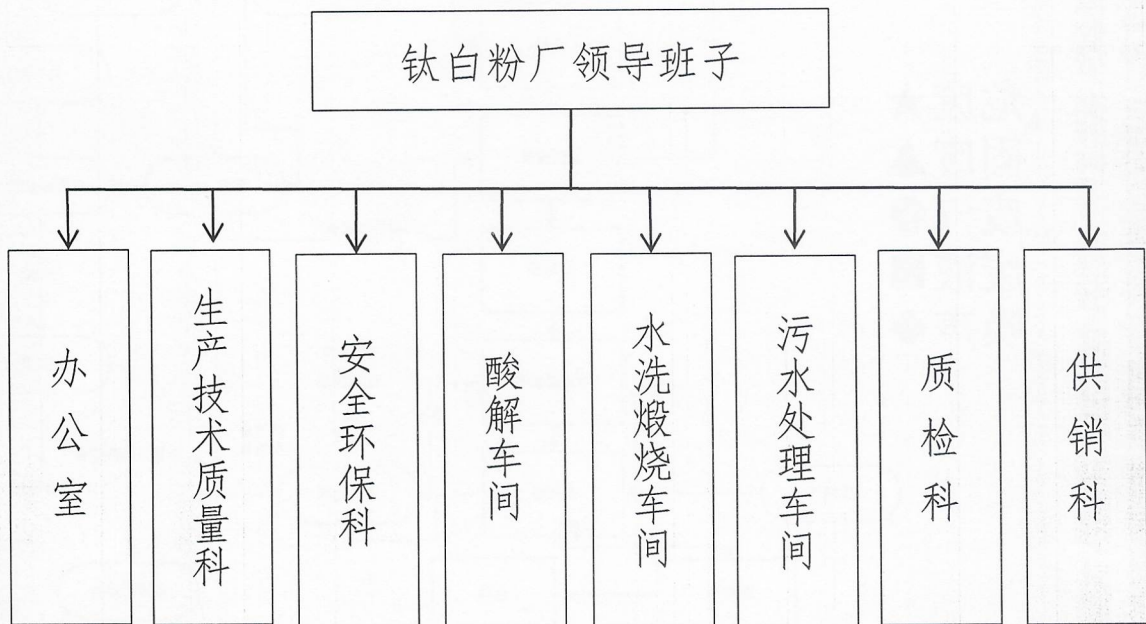 钛白粉厂领导班子
办公室
生产技术质量科
安全环保科
酸解车间
水洗煅烧车间
污水处理车间
质检科
供销科